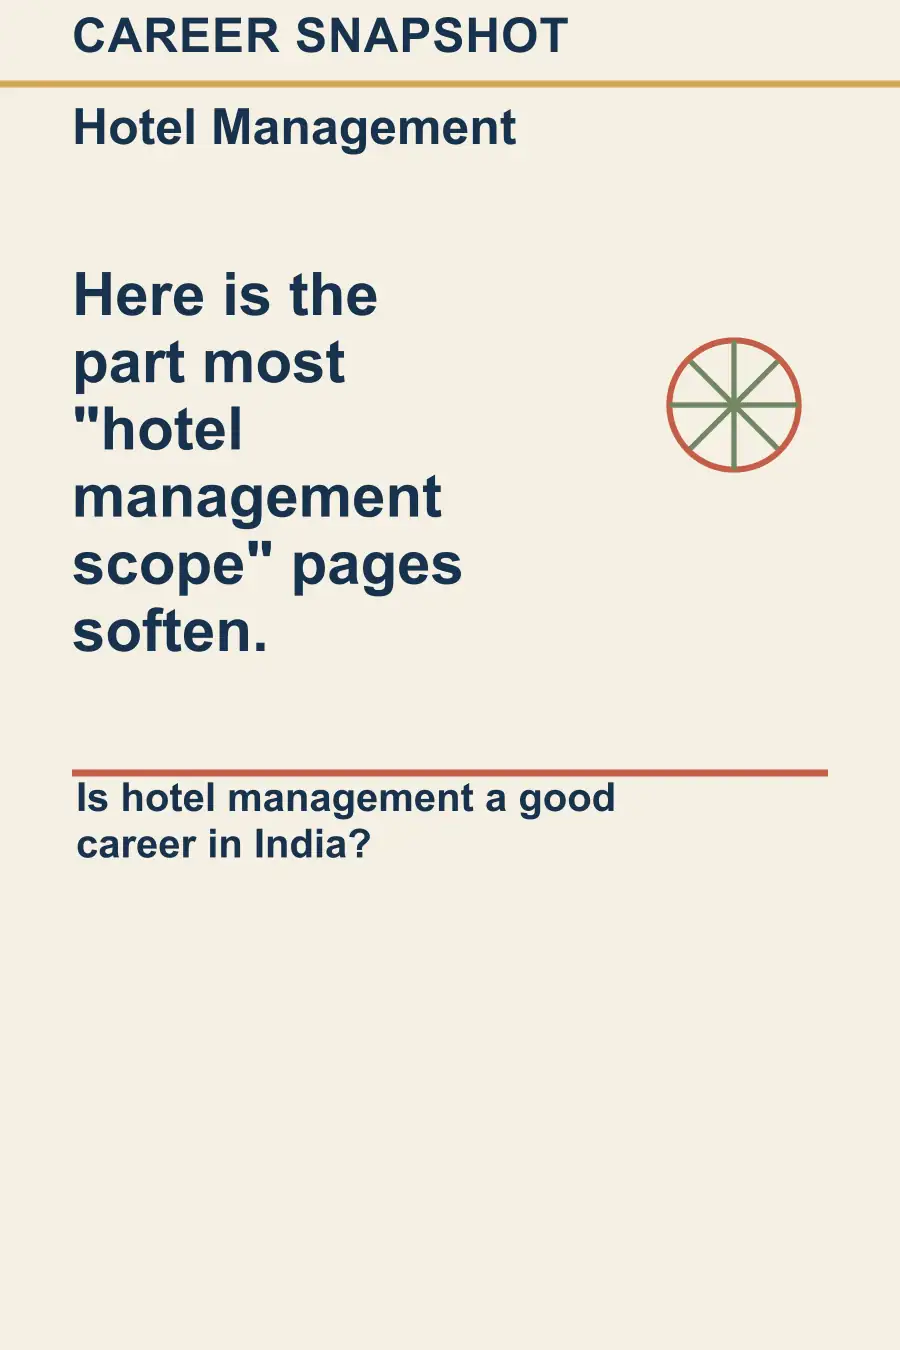 CAREER SNAPSHOT
Hotel Management
Here is the
part most
"hotel
management
scope" pages
soften.
Is hotel management a good
career in India?